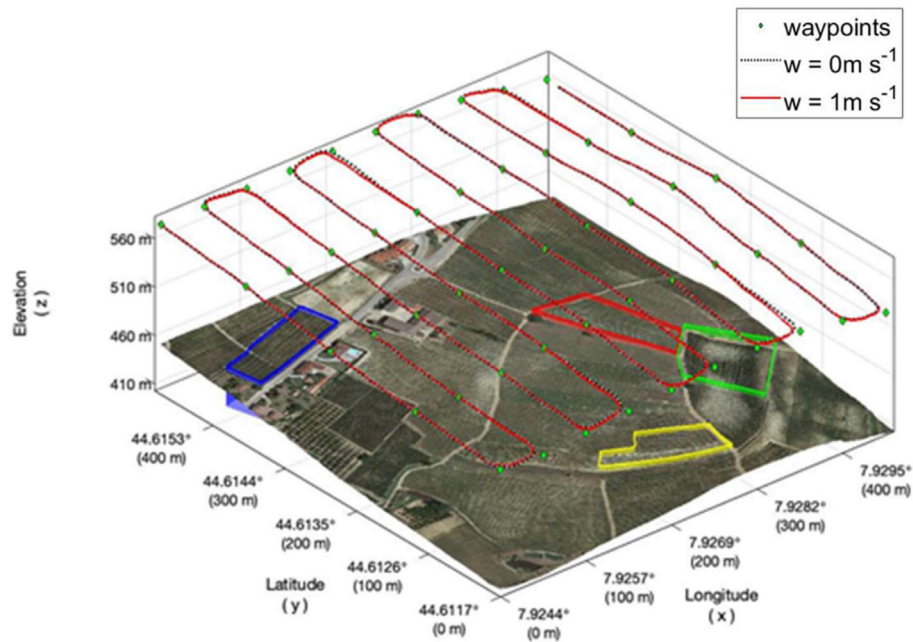 waypoints
w = 0m s-1
w = 1m s-1
560 m
510 m
460 m
410 m
Elevation
( z )
44.6153°
(400 m)
44.6144°
(300 m)
44.6135°
(200 m)
44.6126°
(100 m)
44.6117°
(0 m)
Latitude
( y )
7.9295°
(400 m)
7.9282°
(300 m)
7.9269°
(200 m)
7.9257°
(100 m)
7.9244°
(0 m)
Longitude
( x )